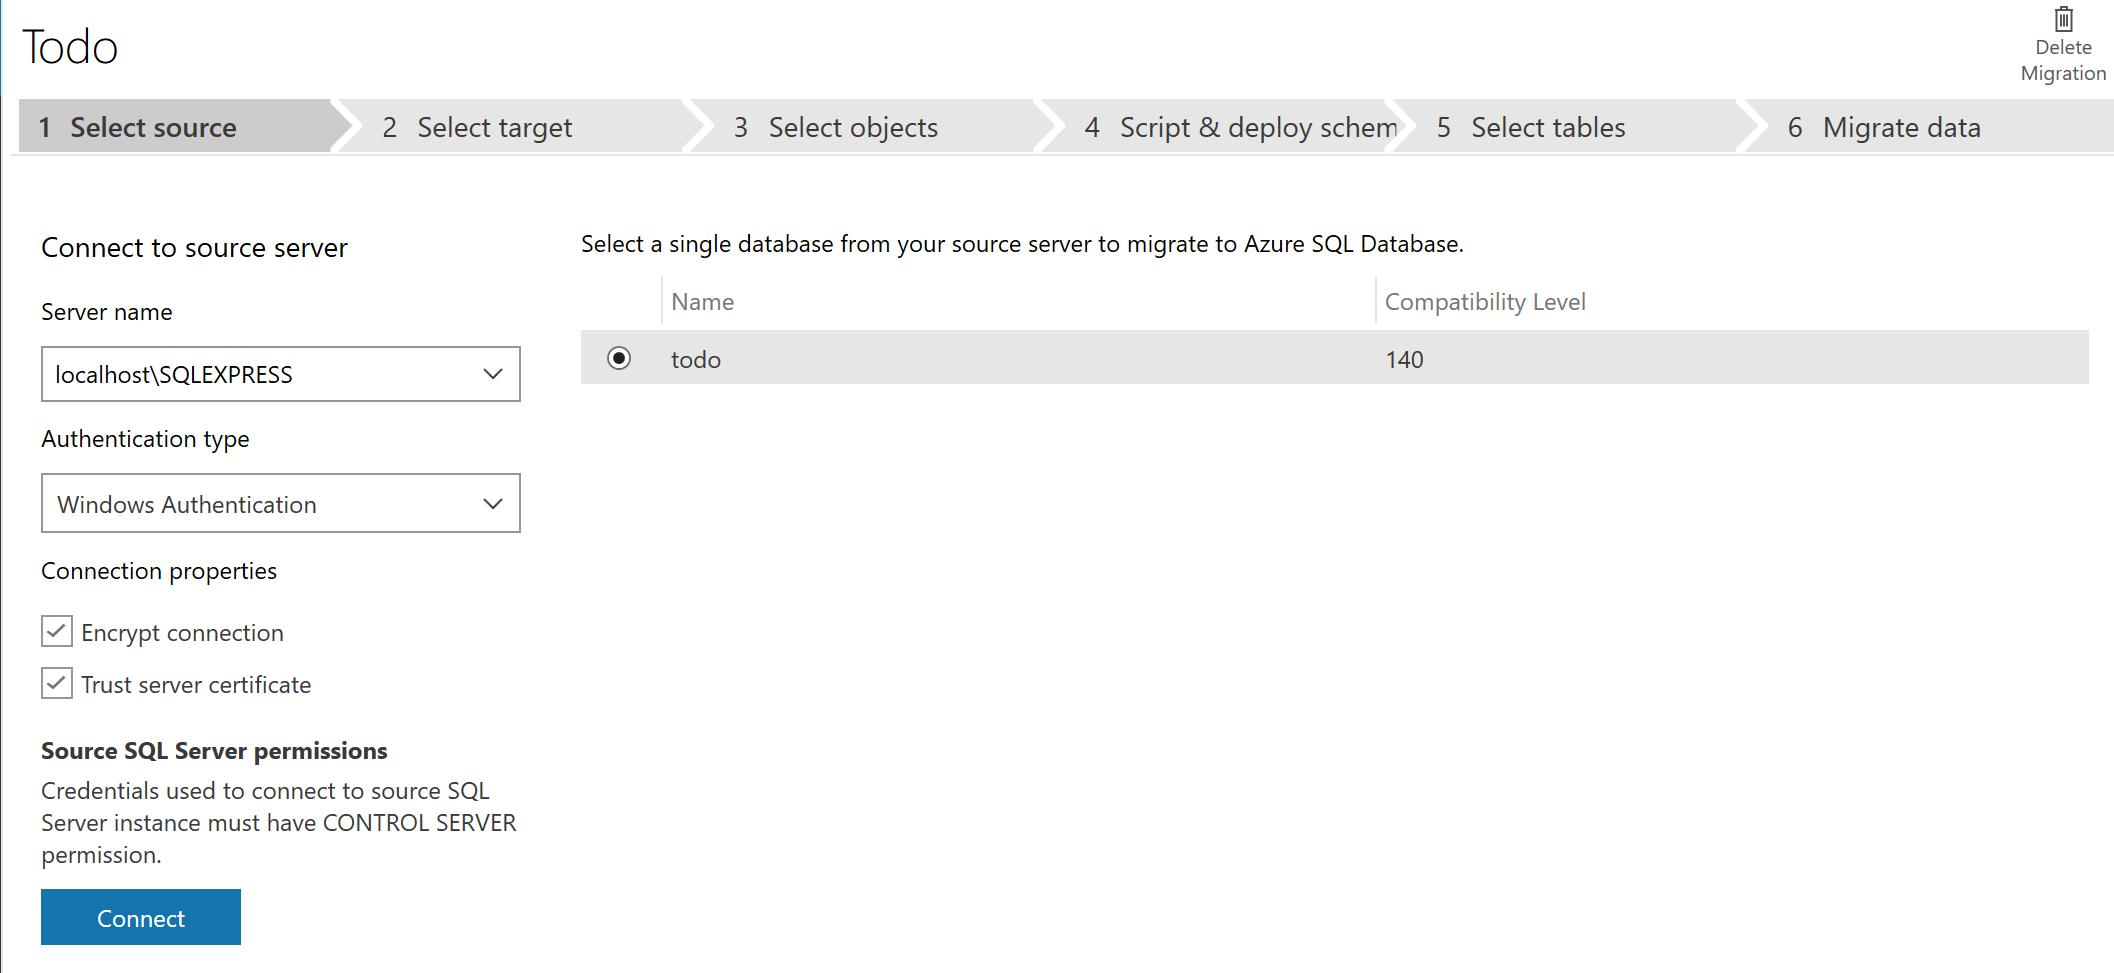 Todo
Delete
Migration
1 Select source
2 Select target
3 Select objects
4 Script & deploy schem
5 Select tables
6 Migrate data
Connect to source server
Server name
localhost\SQLEXPRESS
Authentication type
Windows Authentication
Connection properties
Encrypt connection
Trust server certificate
Source SQL Server permissions
Credentials used to connect to source SQL
Server instance must have CONTROL SERVER
permission.
Connect
Select a single database from your source server to migrate to Azure SQL Database.
Name Compatibility Level
todo 140